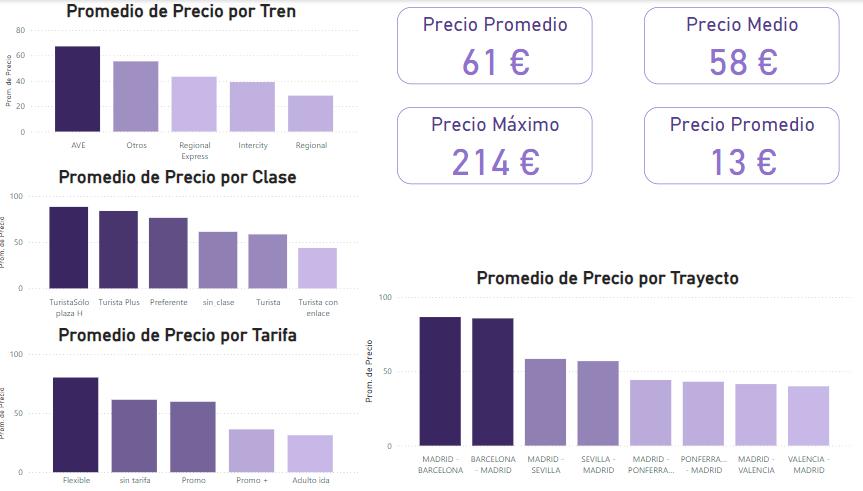 Promedio de Precio por Tren
Prom. de Precio
80
60
40
20
0
AVE
Otros
Regional
Express
Intercity
Regional
Promedio de Precio por Clase
Prom. de Precio
100
50
0
TuristaSólo
plaza H
Turista Plus
Preferente
sin clase
Turista
Turista con
enlace
Promedio de Precio por Tarifa
Prom. de Precio
100
50
0
Flexible
sin tarifa
Promo
Promo +
Adulto ida
Precio Promedio
61 €
Precio Medio
58 €
Precio Máximo
214 €
Precio Promedio
13 €
Promedio de Precio por Trayecto
Prom. de Precio
100
50
0
MADRID -
BARCELONA
BARCELONA
- MADRID
MADRID -
SEVILLA
SEVILLA -
MADRID
MADRID -
PONFERRA...
PONFERRA...
- MADRID
MADRID -
VALENCIA
VALENCIA -
MADRID